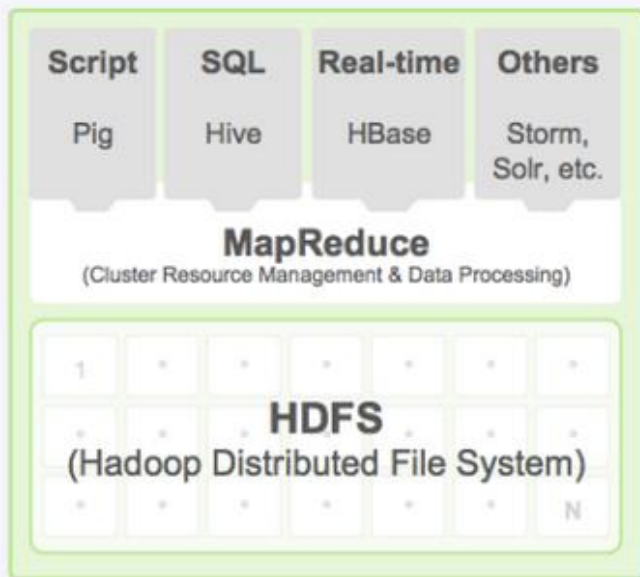 Script
Pig
SQL
Hive
Real-time
HBase
Others
Storm,
Solr, etc.
MapReduce
(Cluster Resource Management & Data Processing)
1
HDFS
(Hadoop Distributed File System)
N